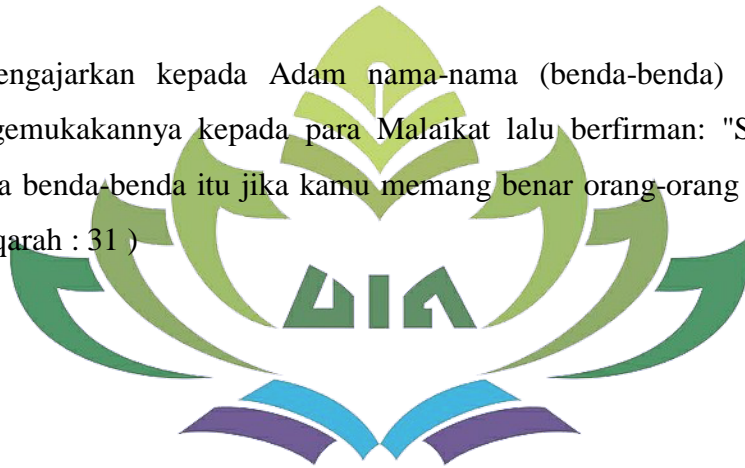 engajarkan kepada Adam nama-nama (benda-benda)
gemukakannya kepada para Malaikat lalu berfirman: "S
a benda-benda itu jika kamu memang benar orang-orang
qarah : 31 )
UIN